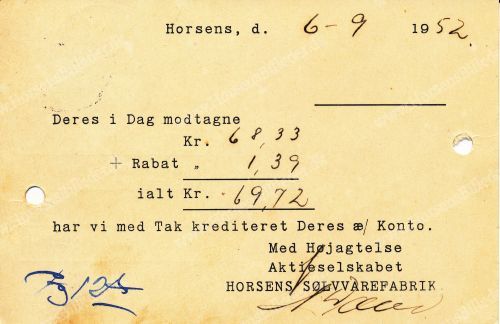 Horsens, d. 6-9 1952.
Deres i Dag modtagne
Kr. 68,33
+ Rabat „ 1,39
ialt Kr. 69,72
har vi med Tak krediteret Deres æ/ Konto.
Med Højagtelse
Aktieselskabet
HORSENS SØLVVAREFABRIK